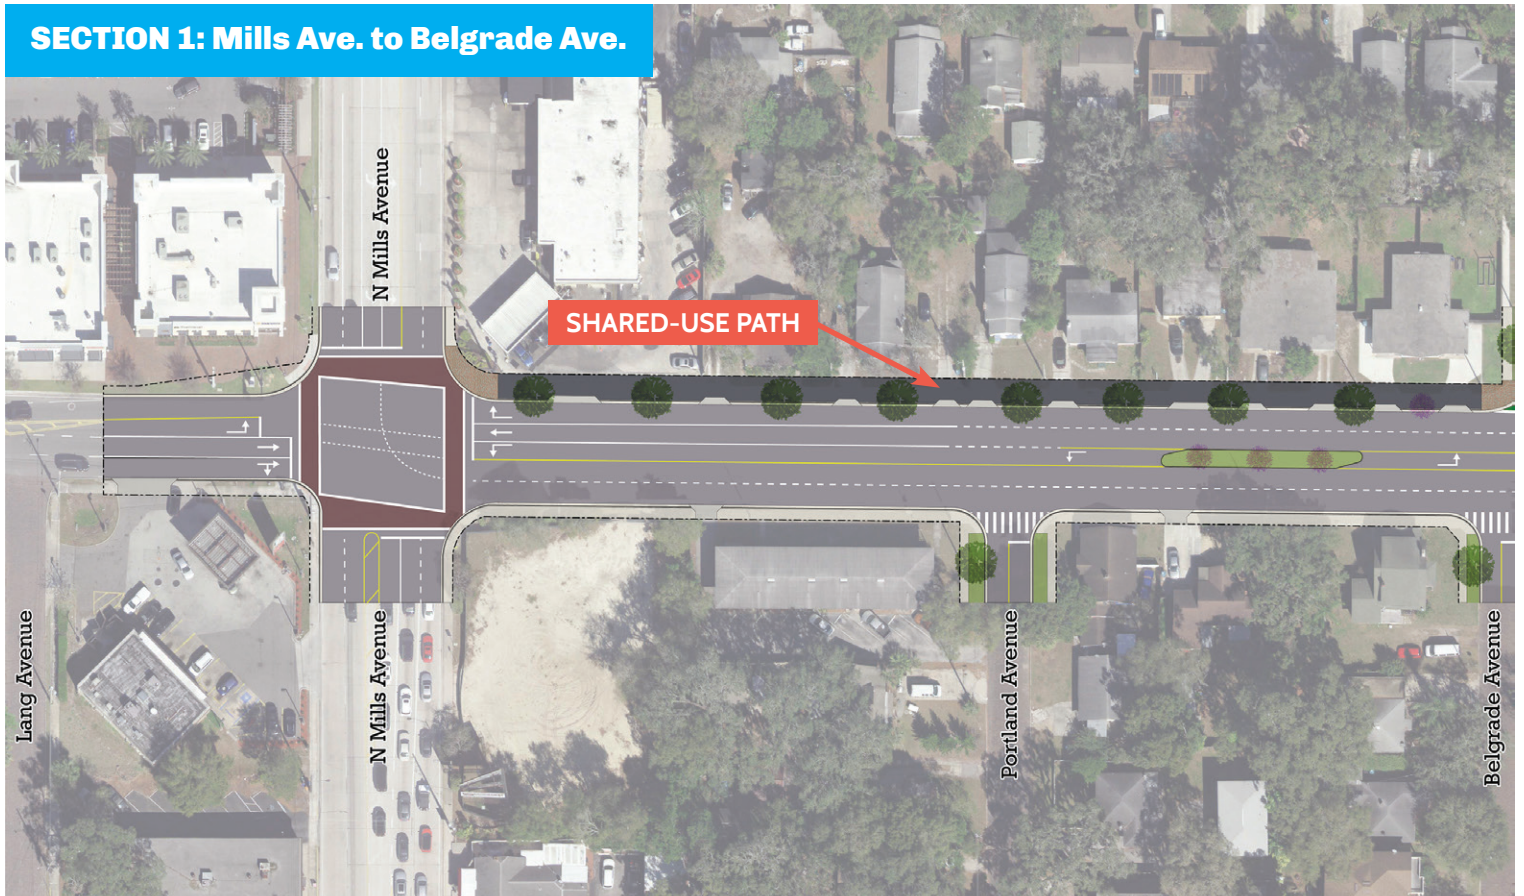 SECTION 1: Mills Ave. to Belgrade Ave.
N Mills Avenue
SHARED-USE PATH
Lang Avenue
N Mills Avenue
Portland Avenue
Belgrade Avenue